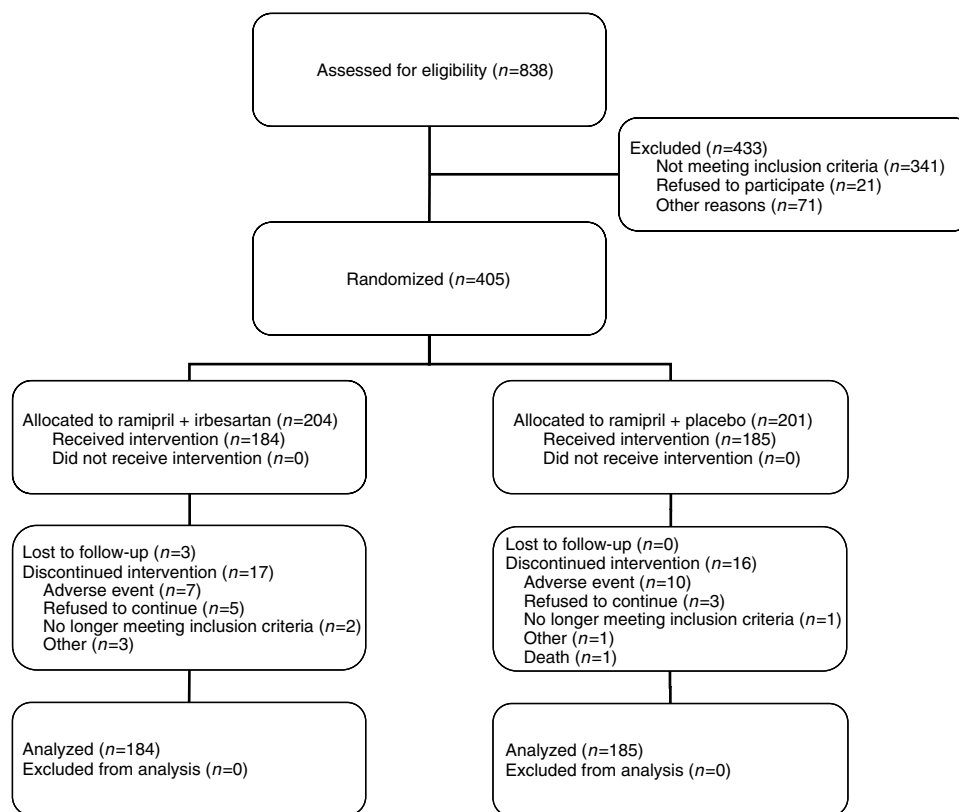 Assessed for eligibility (n=838)
Excluded (n=433)
Not meeting inclusion criteria (n=341)
Refused to participate (n=21)
Other reasons (n=71)
Randomized (n=405)
Allocated to ramipril + irbesartan (n=204)
Received intervention (n=184)
Did not receive intervention (n=0)
Allocated to ramipril + placebo (n=201)
Received intervention (n=185)
Did not receive intervention (n=0)
Lost to follow-up (n=3)
Discontinued intervention (n=17)
Adverse event (n=7)
Refused to continue (n=5)
No longer meeting inclusion criteria (n=2)
Other (n=3)
Lost to follow-up (n=0)
Discontinued intervention (n=16)
Adverse event (n=10)
Refused to continue (n=3)
No longer meeting inclusion criteria (n=1)
Other (n=1)
Death (n=1)
Analyzed (n=184)
Excluded from analysis (n=0)
Analyzed (n=185)
Excluded from analysis (n=0)